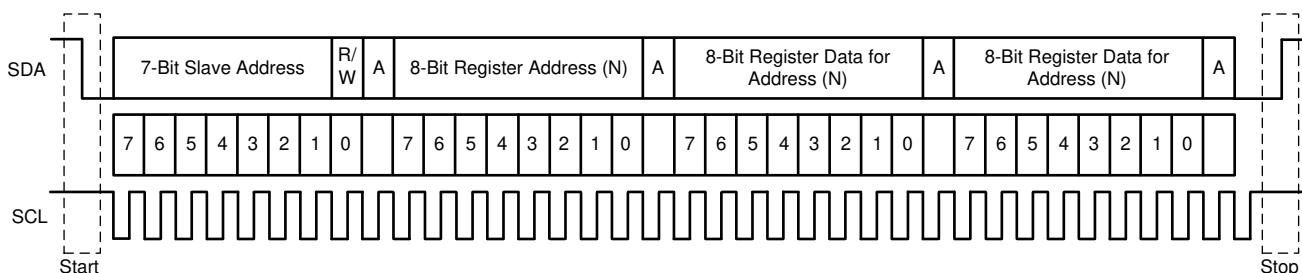 SDA
7-Bit Slave Address
R/
W
A
8-Bit Register Address (N)
A
8-Bit Register Data for
Address (N)
A
8-Bit Register Data for
Address (N)
A
7 6 5 4 3 2 1 0 7 6 5 4 3 2 1 0 7 6 5 4 3 2 1 0 7 6 5 4 3 2 1 0
SCL
Start
Stop